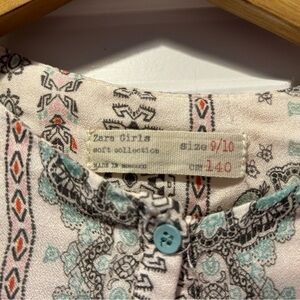 Zara Girls size 9/10
soft collection
MADE IN MOROCCO CM 140